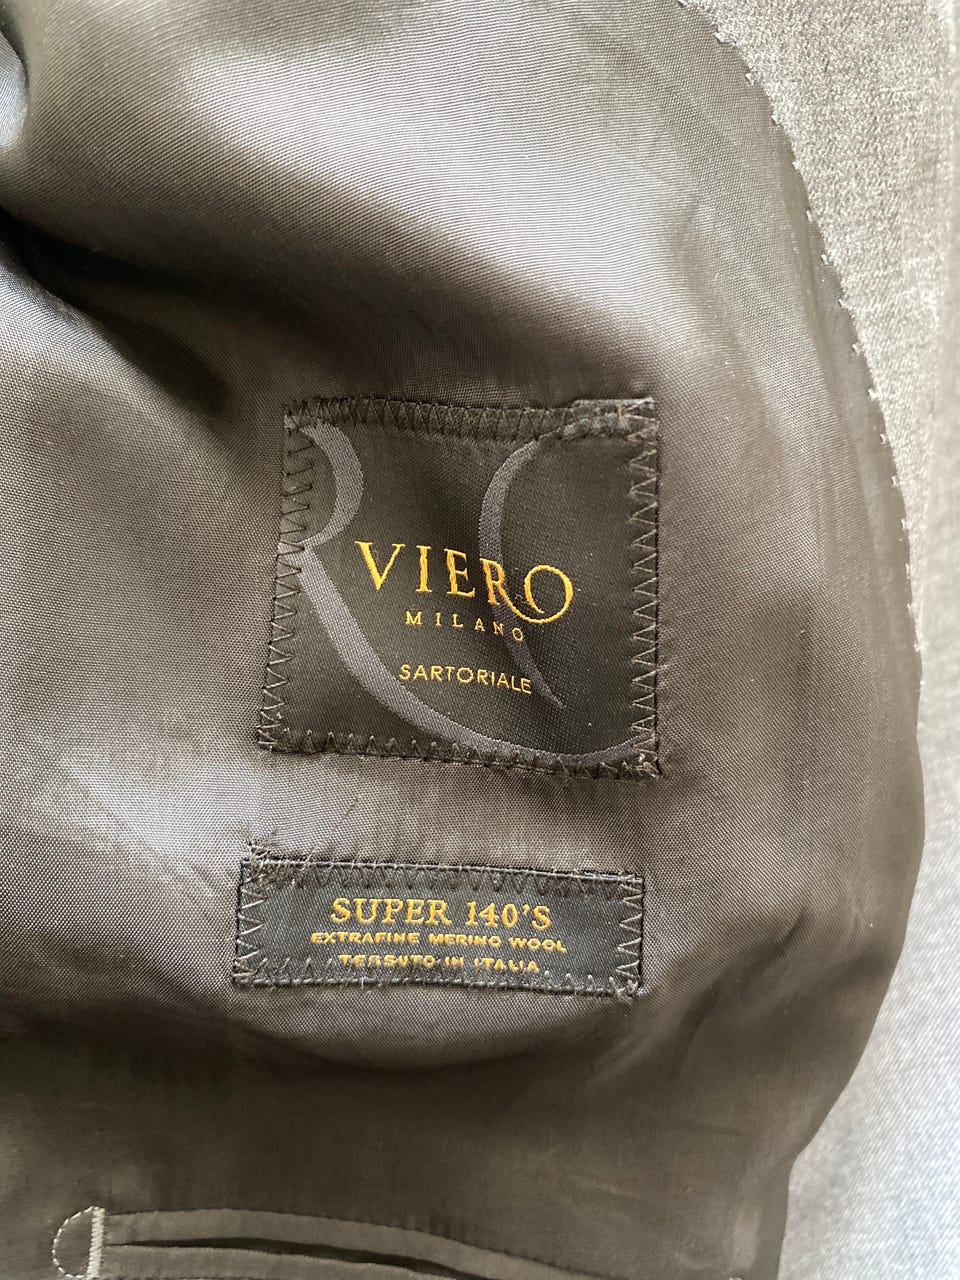 VIERO
MILANO
SARTORIALE
SUPER 140'S
EXTRAFINE MERINO WOOL
TESSUTO IN ITALIA